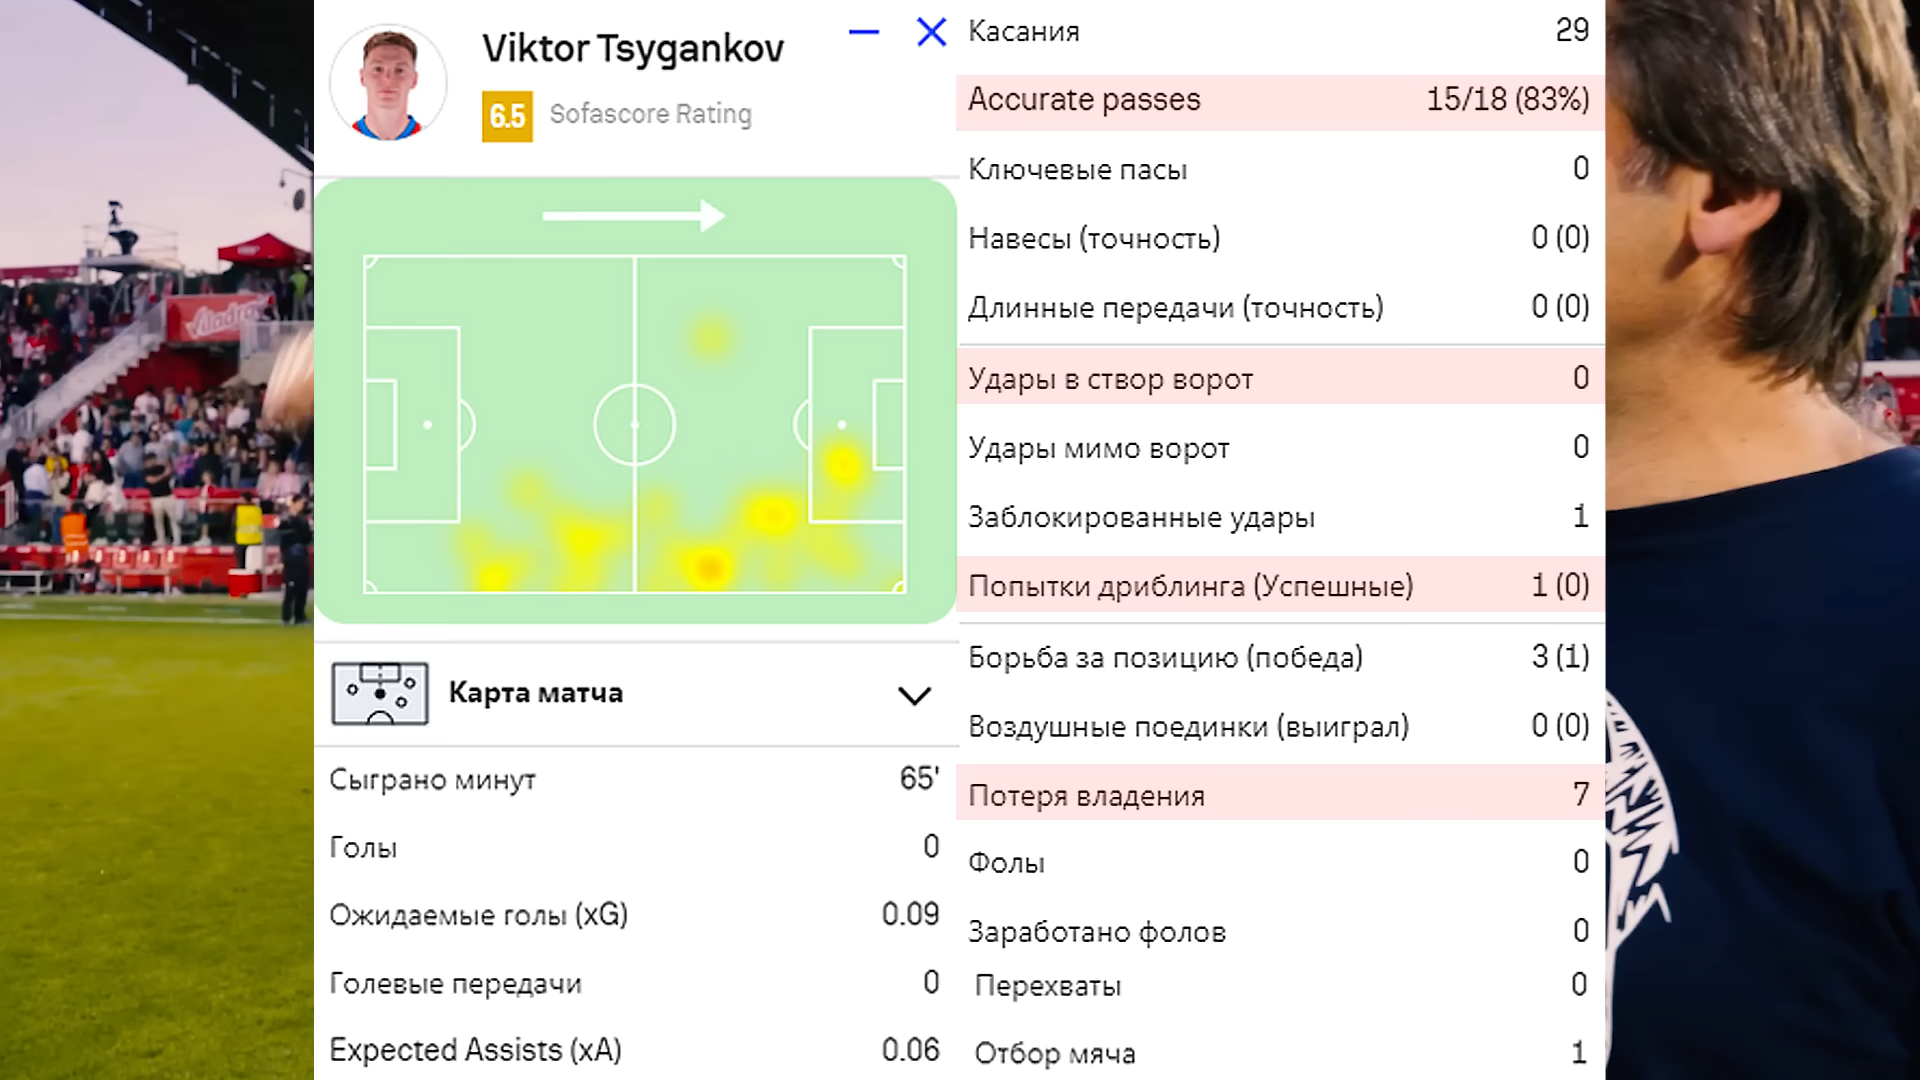 Viktor Tsygankov
6.5 Sofascore Rating
Карта матча
Сыграно минут 65'
Голы 0
Ожидаемые голы (xG) 0.09
Голевые передачи 0
Expected Assists (xA) 0.06
Касания 29
Accurate passes 15/18 (83%)
Ключевые пасы 0
Навесы (точность) 0 (0)
Длинные передачи (точность) 0 (0)
Удары в створ ворот 0
Удары мимо ворот 0
Заблокированные удары 1
Попытки дриблинга (Успешные) 1 (0)
Борьба за позицию (победа) 3 (1)
Воздушные поединки (выиграл) 0 (0)
Потеря владения 7
Фолы 0
Заработано фолов 0
Перехваты 0
Отбор мяча 1